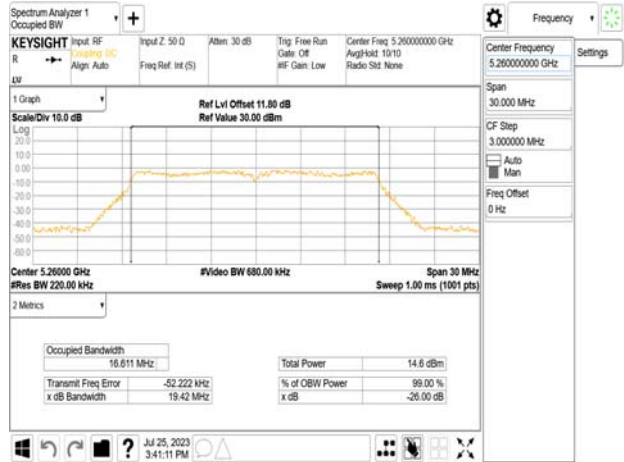 Spectrum Analyzer 1
Occupied BW
Frequency
KEYSIGHT
Input: RF
Coupling: DC
Align: Auto
Input Z: 50 Ω
Freq Ref: Int (S)
Atten: 30 dB
Trig: Free Run
Gate: Off
#IF Gain: Low
Center Freq: 5.260000000 GHz
Avg|Hold: 10/10
Radio Std: None
R
LXI
Center Frequency
5.260000000 GHz
Settings
Span
30.000 MHz
CF Step
3.000000 MHz
Auto
Man
Freq Offset
0 Hz
1 Graph
Scale/Div 10.0 dB
Ref Lvl Offset 11.80 dB
Ref Value 30.00 dBm
Log
20.0
10.0
0.00
-10.0
-20.0
-30.0
-40.0
-50.0
-60.0
Center 5.26000 GHz
#Res BW 220.00 kHz
#Video BW 680.00 kHz
Span 30 MHz
Sweep 1.00 ms (1001 pts)
2 Metrics
Occupied Bandwidth
16.611 MHz
Total Power 14.6 dBm
Transmit Freq Error -52.222 kHz
% of OBW Power 99.00 %
x dB Bandwidth 19.42 MHz
x dB -26.00 dB
?
Jul 25, 2023
3:41:11 PM